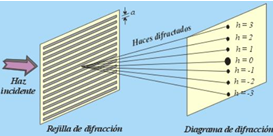 a
Haces difractados
h = 3
h = 2
h = 1
h = 0
h = -1
h = -2
h = -3
Haz
incidente
Rejilla de difracción
Diagrama de difracción